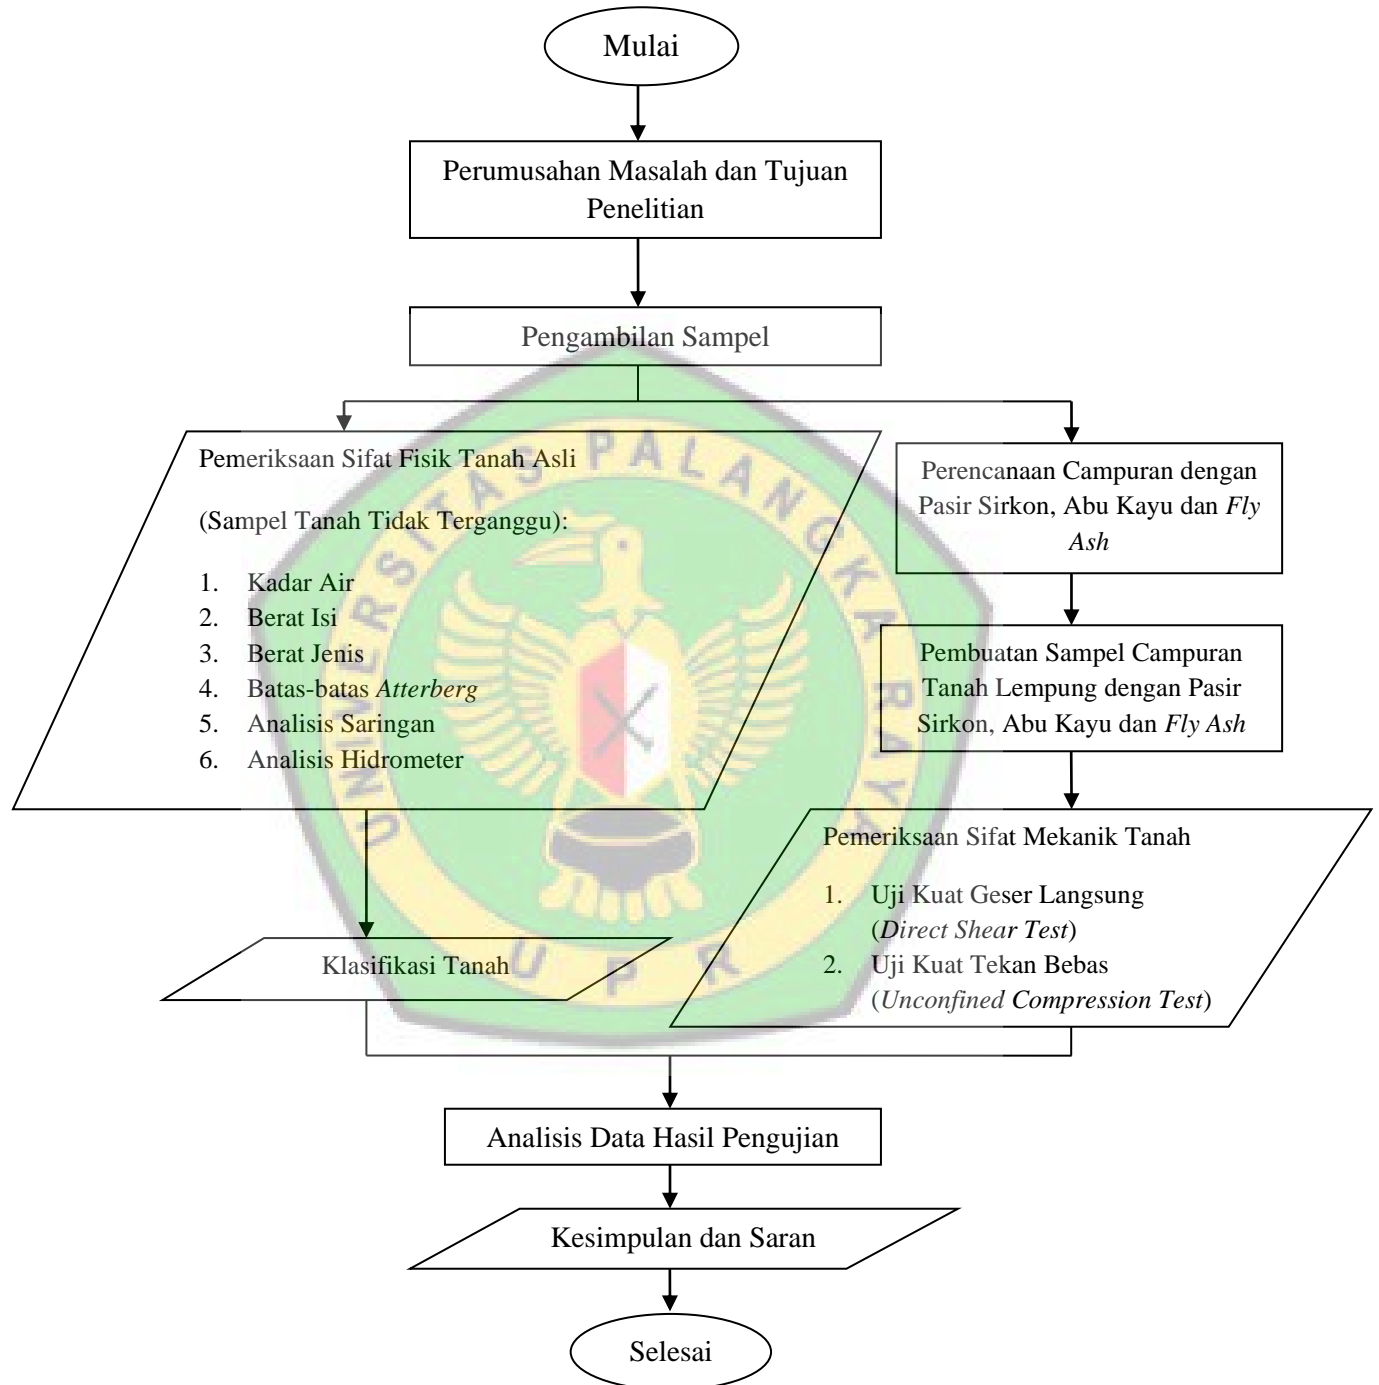 Mulai
Perumusahan Masalah dan Tujuan
Penelitian
Pengambilan Sampel
Pemeriksaan Sifat Fisik Tanah Asli
(Sampel Tanah Tidak Terganggu):
1. Kadar Air
2. Berat Isi
3. Berat Jenis
4. Batas-batas Atterberg
5. Analisis Saringan
6. Analisis Hidrometer
Klasifikasi Tanah
Perencanaan Campuran dengan
Pasir Sirkon, Abu Kayu dan Fly
Ash
Pembuatan Sampel Campuran
Tanah Lempung dengan Pasir
Sirkon, Abu Kayu dan Fly Ash
Pemeriksaan Sifat Mekanik Tanah
1. Uji Kuat Geser Langsung
(Direct Shear Test)
2. Uji Kuat Tekan Bebas
(Unconfined Compression Test)
Analisis Data Hasil Pengujian
Kesimpulan dan Saran
Selesai
UNIVERSITAS PALANGKA RAYA
UPR